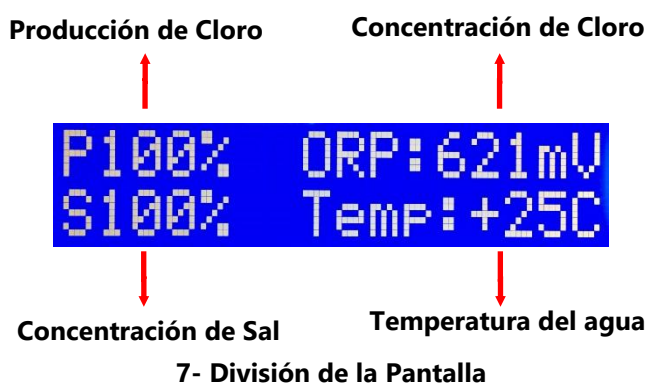 Producción de Cloro Concentración de Cloro
P100% ORP:621mV
S100% Temp:+25C
Concentración de Sal Temperatura del agua
7- División de la Pantalla